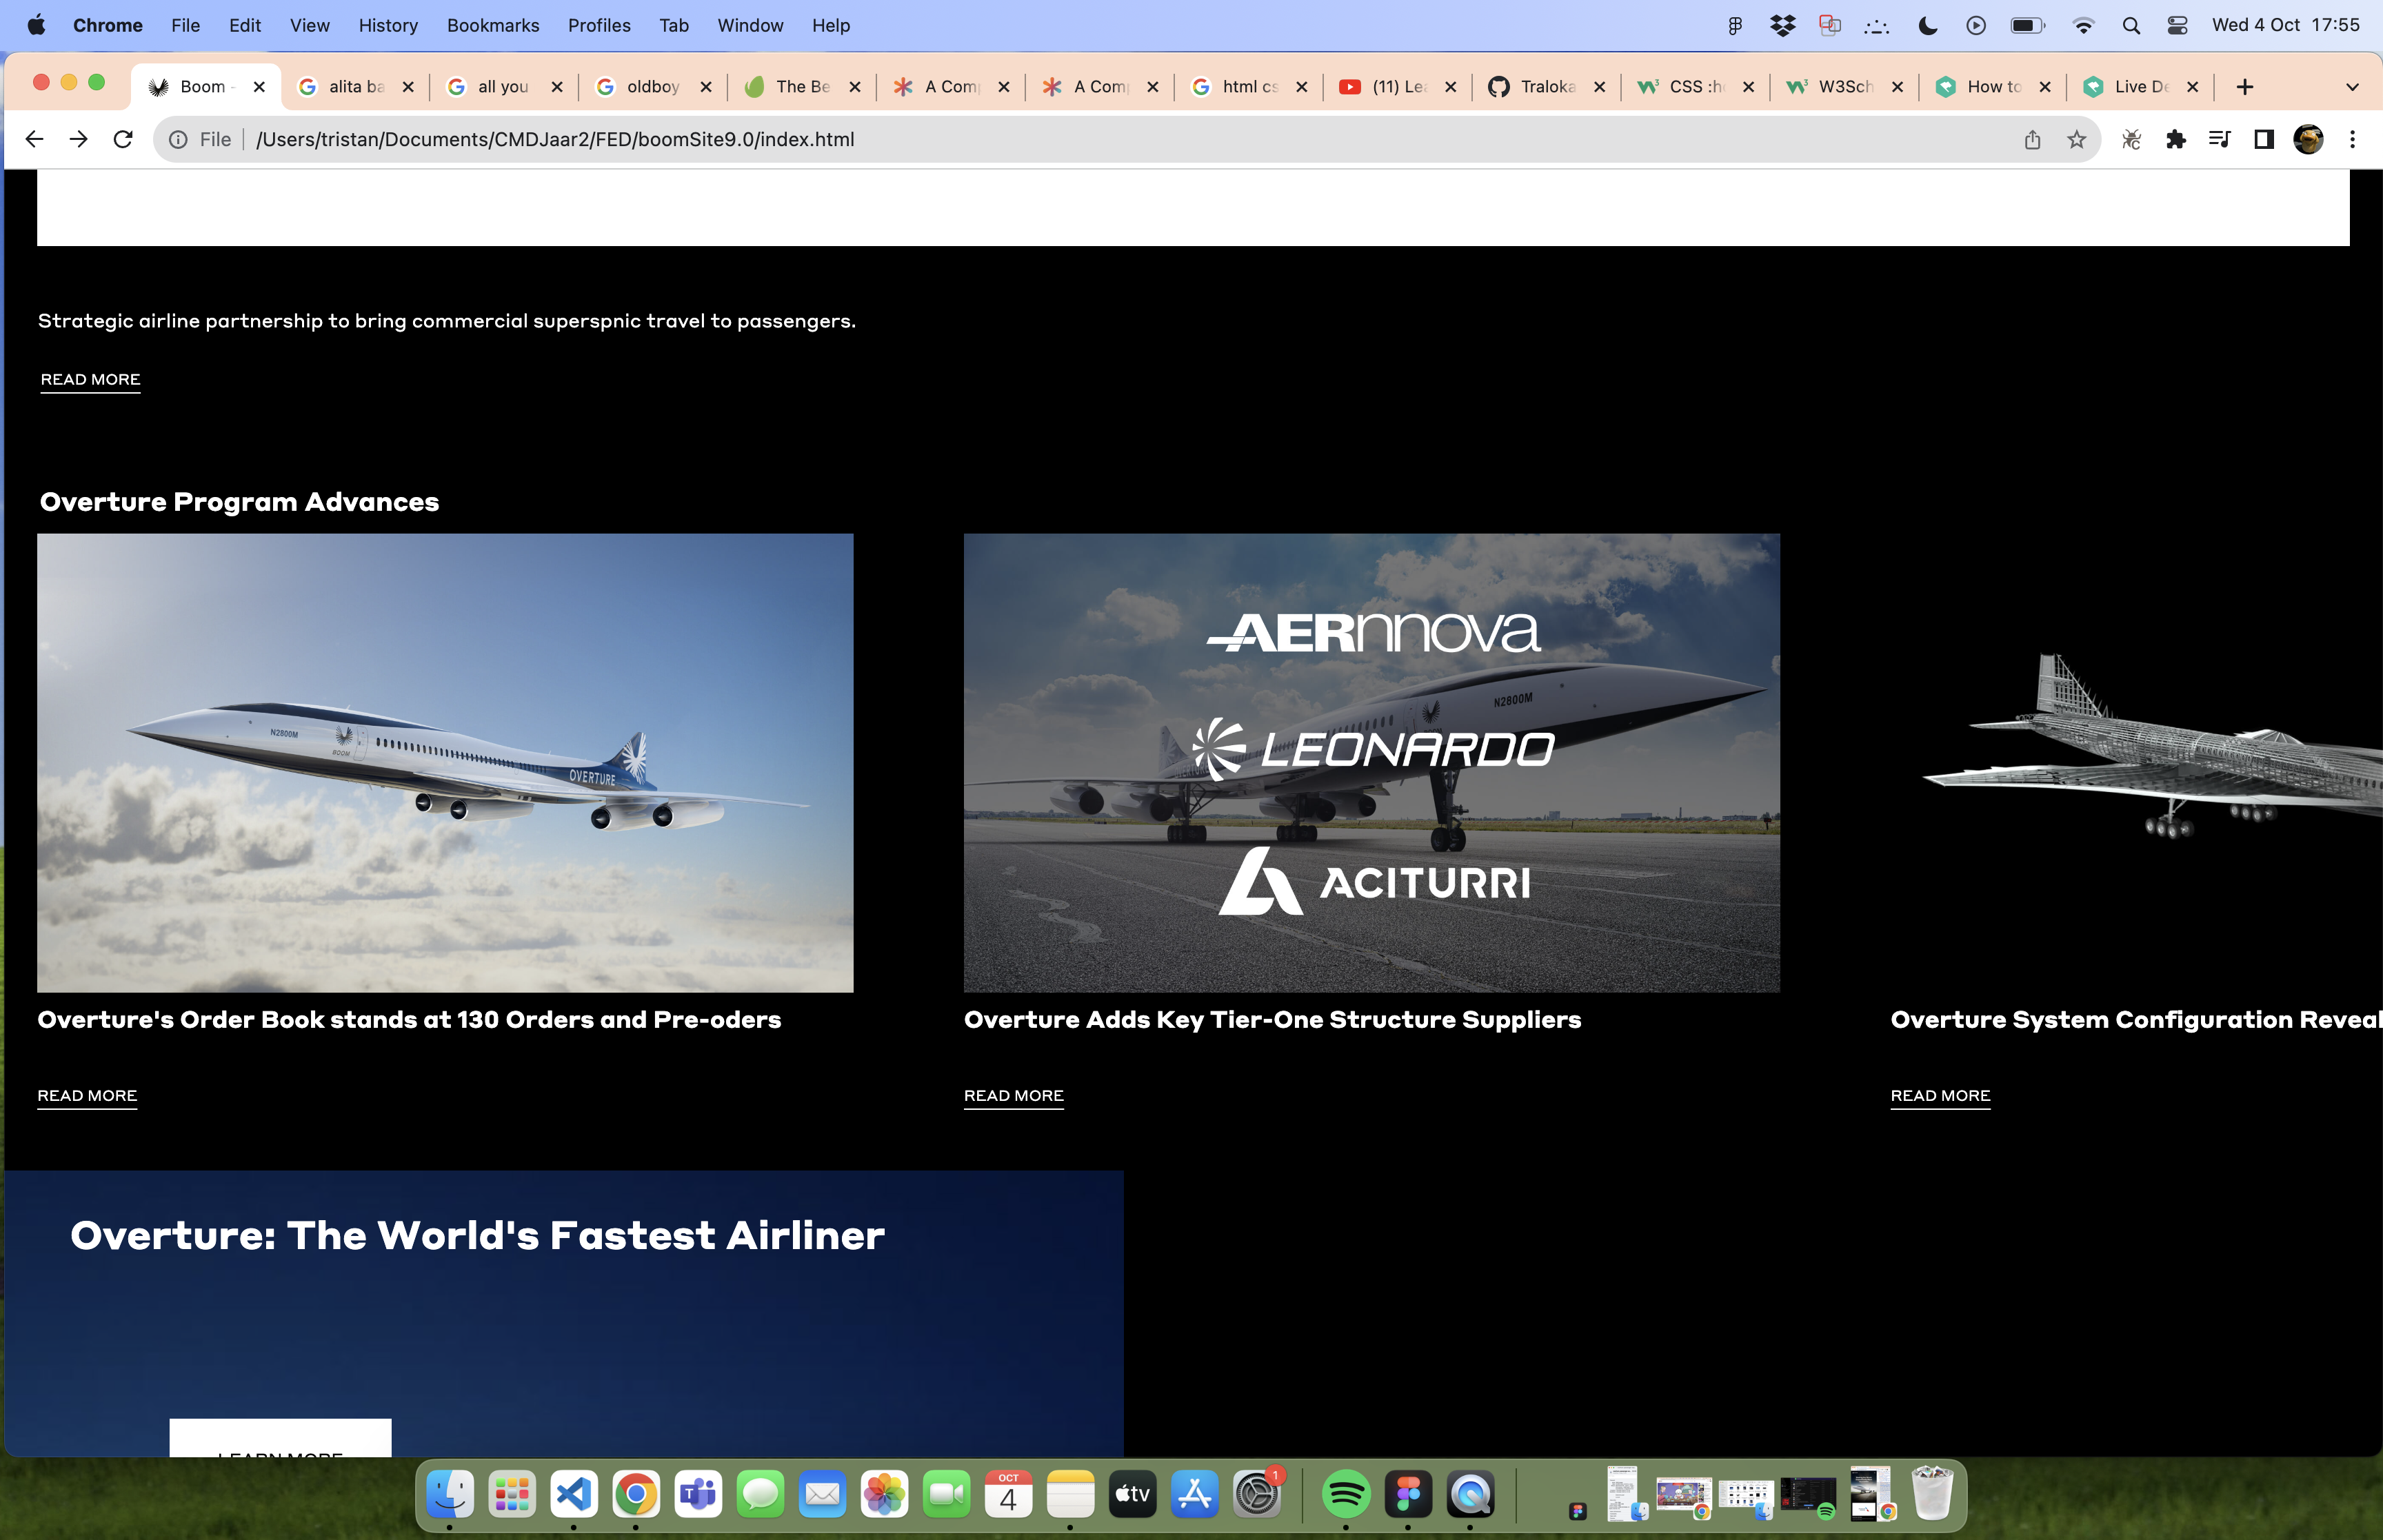 Chrome File Edit View History Bookmarks Profiles Tab Window Help Wed 4 Oct 17:55
Boom - alita ba all you oldboy The Be A Com A Com html cs (11) Le Traloka CSS :h W3Sch How to Live De
File /Users/tristan/Documents/CMDJaar2/FED/boomSite9.0/index.html
Strategic airline partnership to bring commercial superspnic travel to passengers.
READ MORE
Overture Program Advances
AERnnova
N2800M
N2800M
BOOM
LEONARDO
OVERTURE
ACITURRI
Overture's Order Book stands at 130 Orders and Pre-oders
Overture Adds Key Tier-One Structure Suppliers
Overture System Configuration Reveal
READ MORE
READ MORE
READ MORE
Overture: The World's Fastest Airliner
LEARN MORE
OCT
4
tv
1